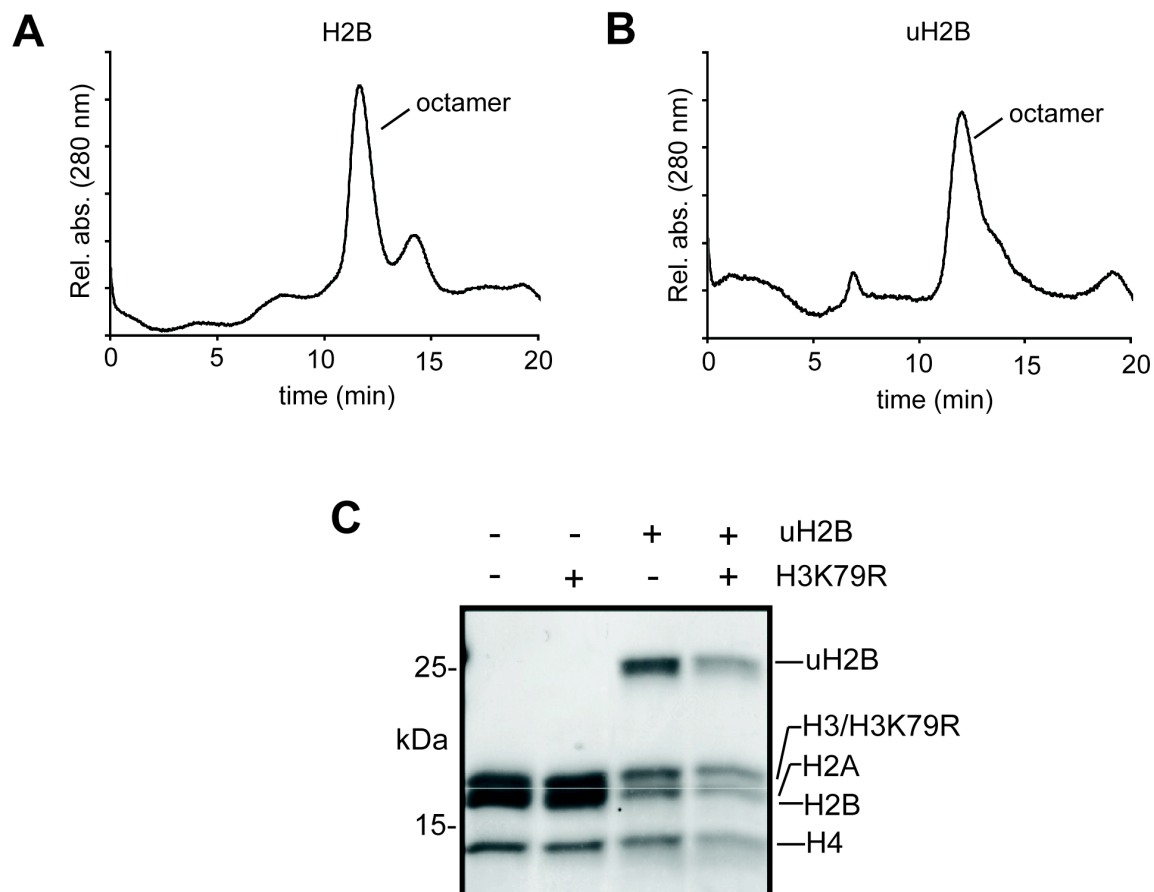 A
H2B
octamer
Rel. abs. (280 nm)
0 5 10 15 20
time (min)
B
uH2B
octamer
Rel. abs. (280 nm)
0 5 10 15 20
time (min)
C
- - + + uH2B
- + - + H3K79R
25-
kDa
15-
uH2B
H3/H3K79R
H2A
H2B
H4